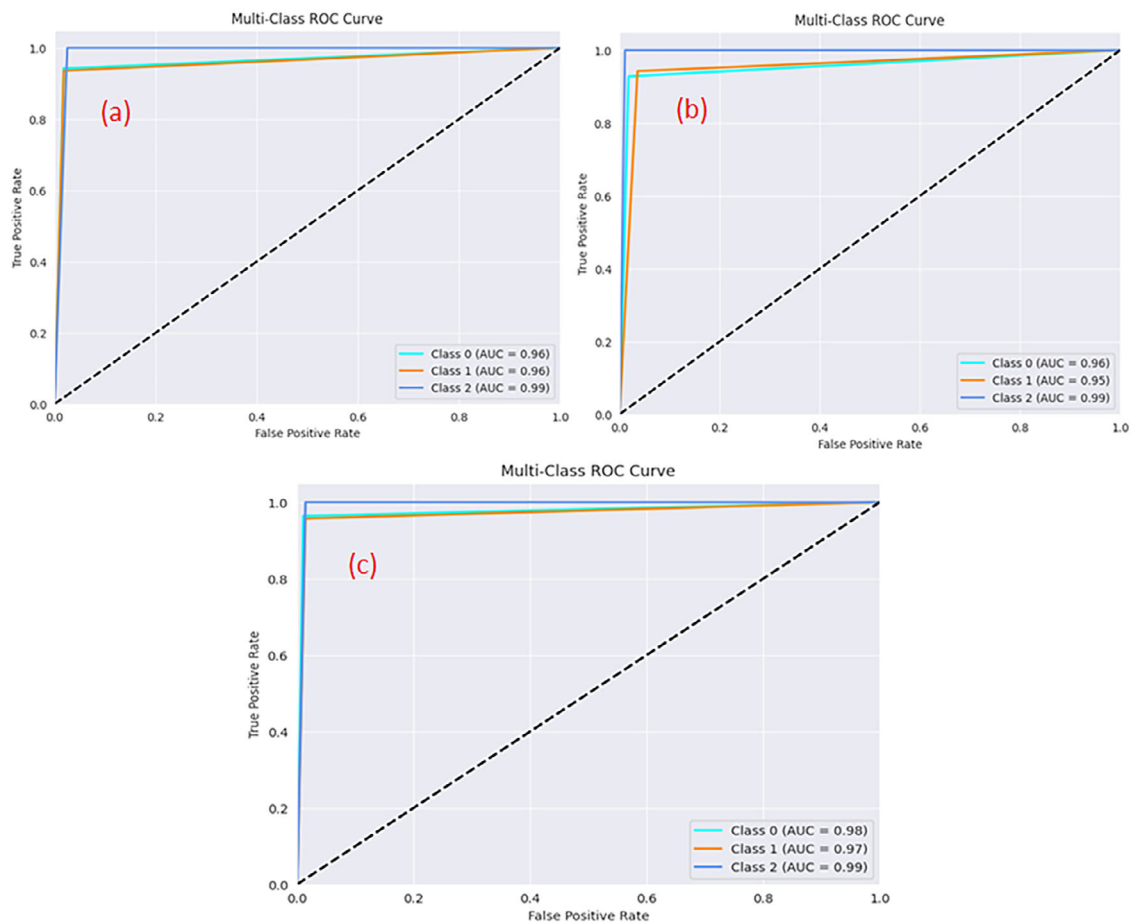 Multi-Class ROC Curve
(a)
True Positive Rate
1.0
0.8
0.6
0.4
0.2
0.0
0.0 0.2 0.4 0.6 0.8 1.0
False Positive Rate
Class 0 (AUC = 0.96)
Class 1 (AUC = 0.96)
Class 2 (AUC = 0.99)
Multi-Class ROC Curve
(b)
True Positive Rate
1.0
0.8
0.6
0.4
0.2
0.0
0.0 0.2 0.4 0.6 0.8 1.0
False Positive Rate
Class 0 (AUC = 0.96)
Class 1 (AUC = 0.95)
Class 2 (AUC = 0.99)
Multi-Class ROC Curve
(c)
True Positive Rate
1.0
0.8
0.6
0.4
0.2
0.0
0.0 0.2 0.4 0.6 0.8 1.0
False Positive Rate
Class 0 (AUC = 0.98)
Class 1 (AUC = 0.97)
Class 2 (AUC = 0.99)